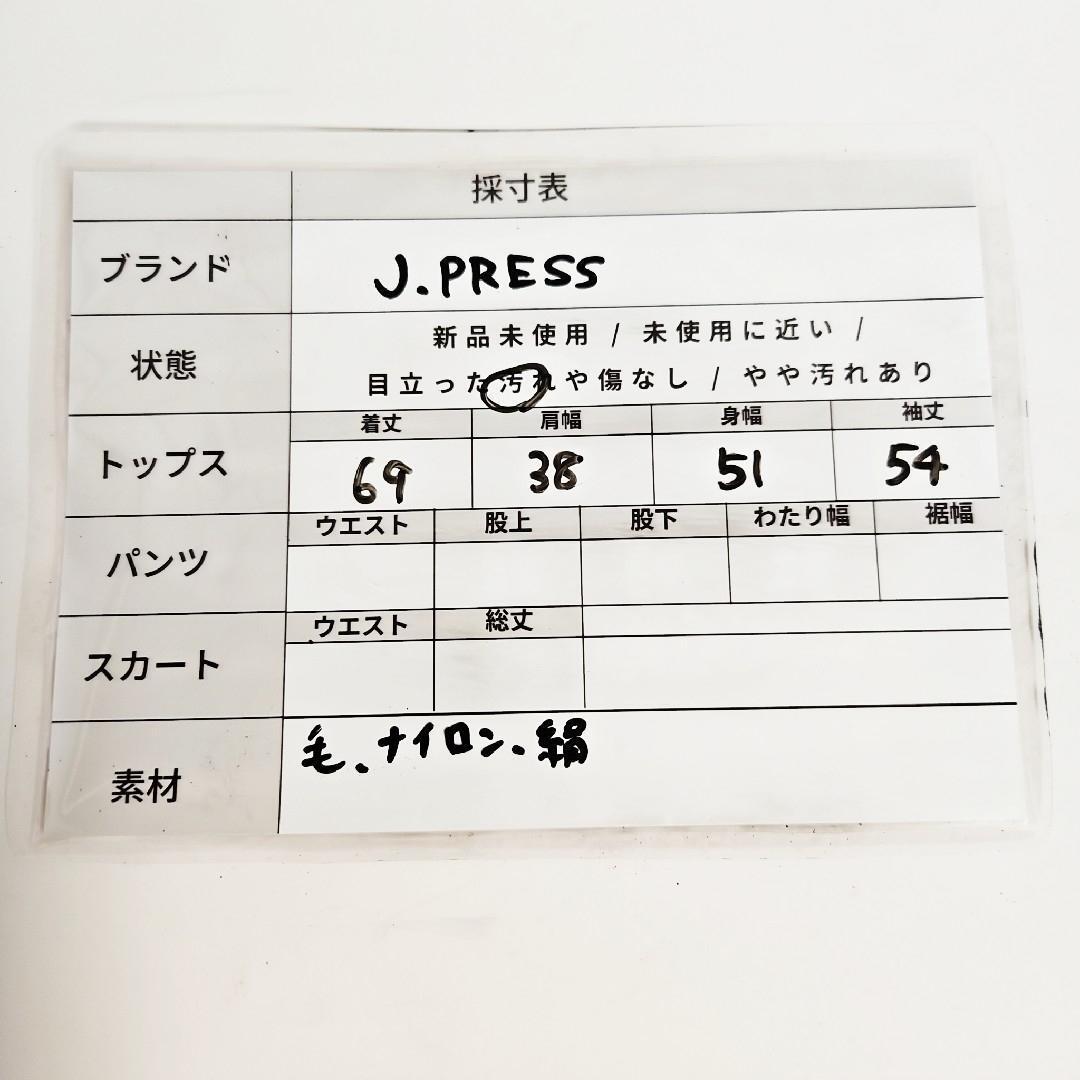 採寸表
ブランド J.PRESS
状態 新品未使用 / 未使用に近い /
目立った汚れや傷なし / やや汚れあり
着丈 肩幅 身幅 袖丈
トップス 69 38 51 54
ウエスト 股上 股下 わたり幅 裾幅
パンツ
ウエスト 総丈
スカート
素材 毛、ナイロン、絹